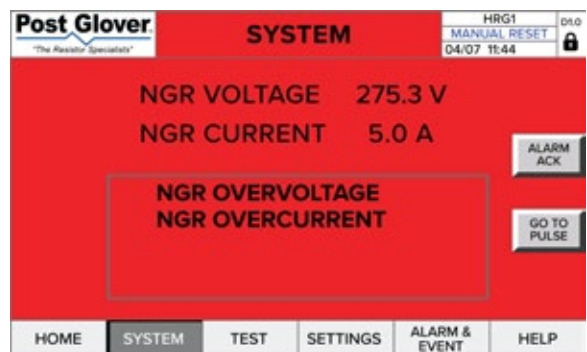 Post Glover
"The Resistor Specialists"
SYSTEM
HRG1
MANUAL RESET
04/07 11:44
D1.0
NGR VOLTAGE 275.3 V
NGR CURRENT 5.0 A
NGR OVERVOLTAGE
NGR OVERCURRENT
ALARM
ACK
GO TO
PULSE
HOME
SYSTEM
TEST
SETTINGS
ALARM &
EVENT
HELP